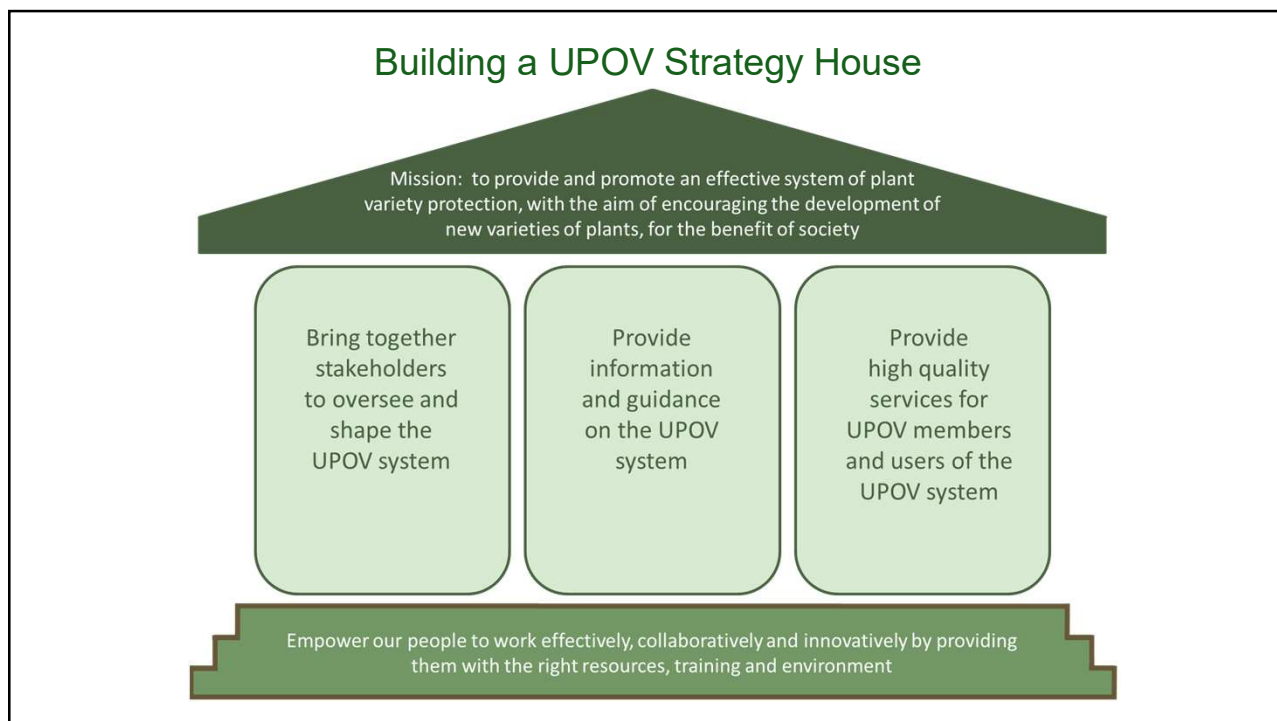 Building a UPOV Strategy House
Mission: to provide and promote an effective system of plant
variety protection, with the aim of encouraging the development of
new varieties of plants, for the benefit of society
Bring together
stakeholders
to oversee and
shape the
UPOV system
Provide
information
and guidance
on the UPOV
system
Provide
high quality
services for
UPOV members
and users of the
UPOV system
Empower our people to work effectively, collaboratively and innovatively by providing
them with the right resources, training and environment